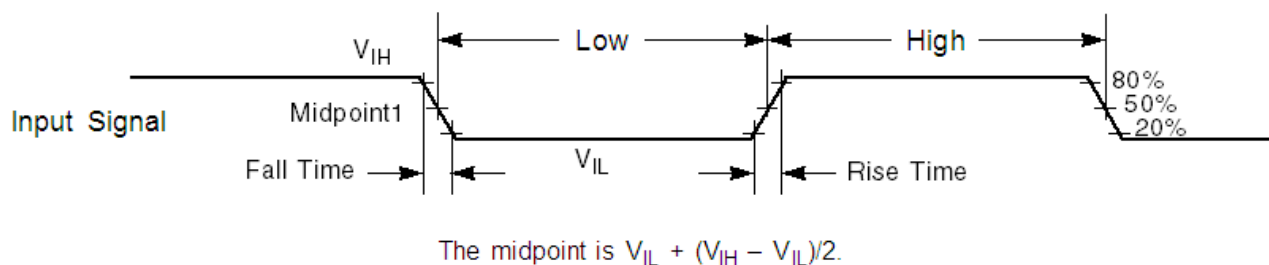 Low
High
V_IH
80%
Midpoint1
50%
Input Signal
20%
Fall Time
V_IL
Rise Time
The midpoint is V_IL + (V_IH – V_IL)/2.